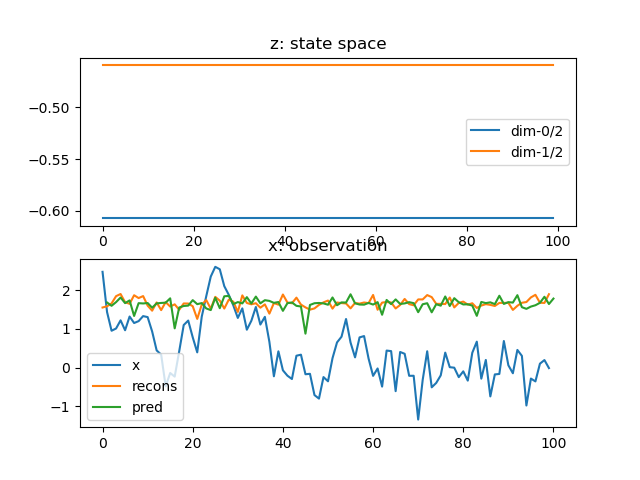 z: state space
−0.50
−0.55
−0.60
dim-0/2
dim-1/2
0 20 40 60 80 100
x: observation
2
1
0
−1
x
recons
pred
0 20 40 60 80 100